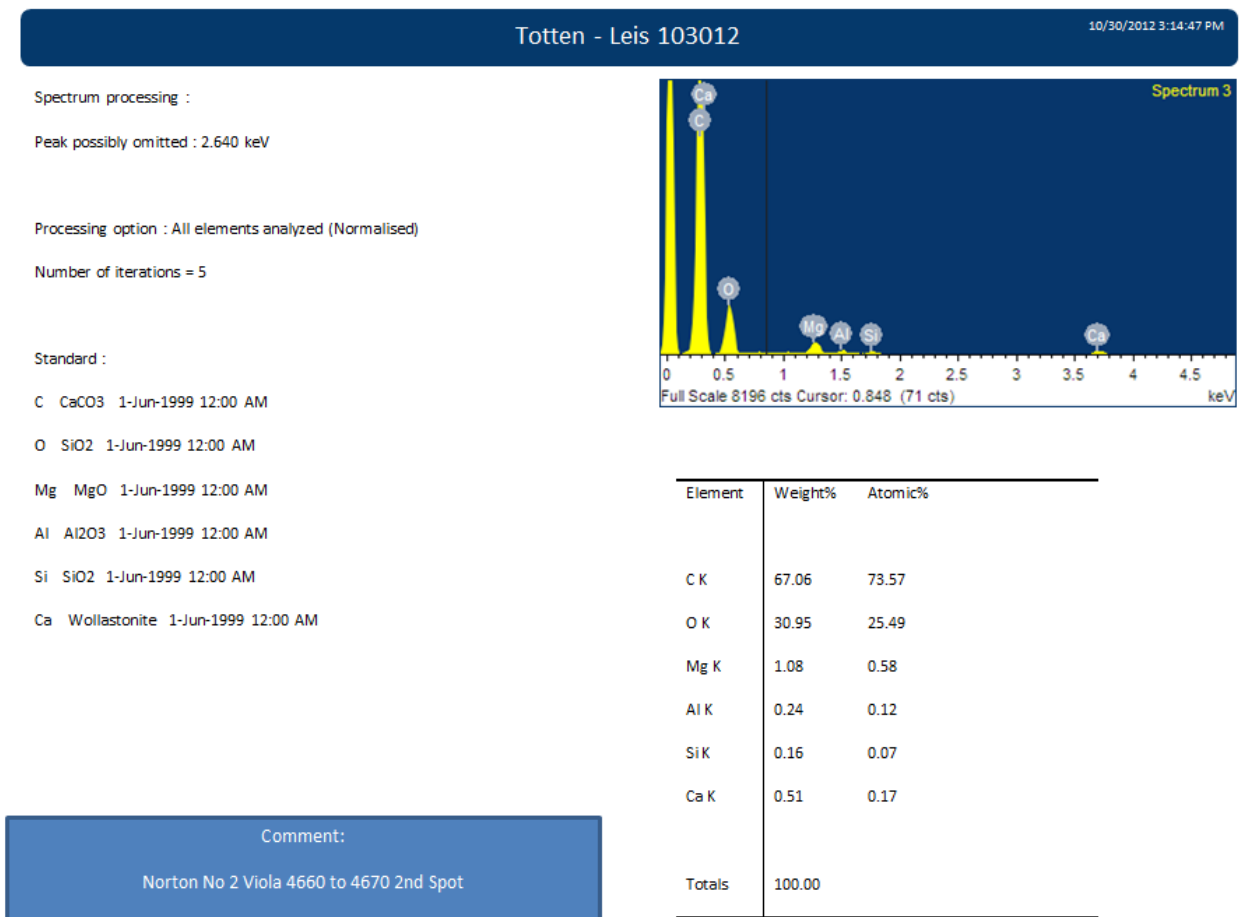 Totten - Leis 103012
10/30/2012 3:14:47 PM
Spectrum processing :
Peak possibly omitted : 2.640 keV
Processing option : All elements analyzed (Normalised)
Number of iterations = 5
Standard :
C CaCO3 1-Jun-1999 12:00 AM
O SiO2 1-Jun-1999 12:00 AM
Mg MgO 1-Jun-1999 12:00 AM
Al Al2O3 1-Jun-1999 12:00 AM
Si SiO2 1-Jun-1999 12:00 AM
Ca Wollastonite 1-Jun-1999 12:00 AM
Comment:
Norton No 2 Viola 4660 to 4670 2nd Spot
Spectrum 3
Ca
C
O
Mg Al Si Ca
0 0.5 1 1.5 2 2.5 3 3.5 4 4.5
Full Scale 8196 cts Cursor: 0.848 (71 cts) keV
Element Weight% Atomic%
C K 67.06 73.57
O K 30.95 25.49
Mg K 1.08 0.58
Al K 0.24 0.12
Si K 0.16 0.07
Ca K 0.51 0.17
Totals 100.00